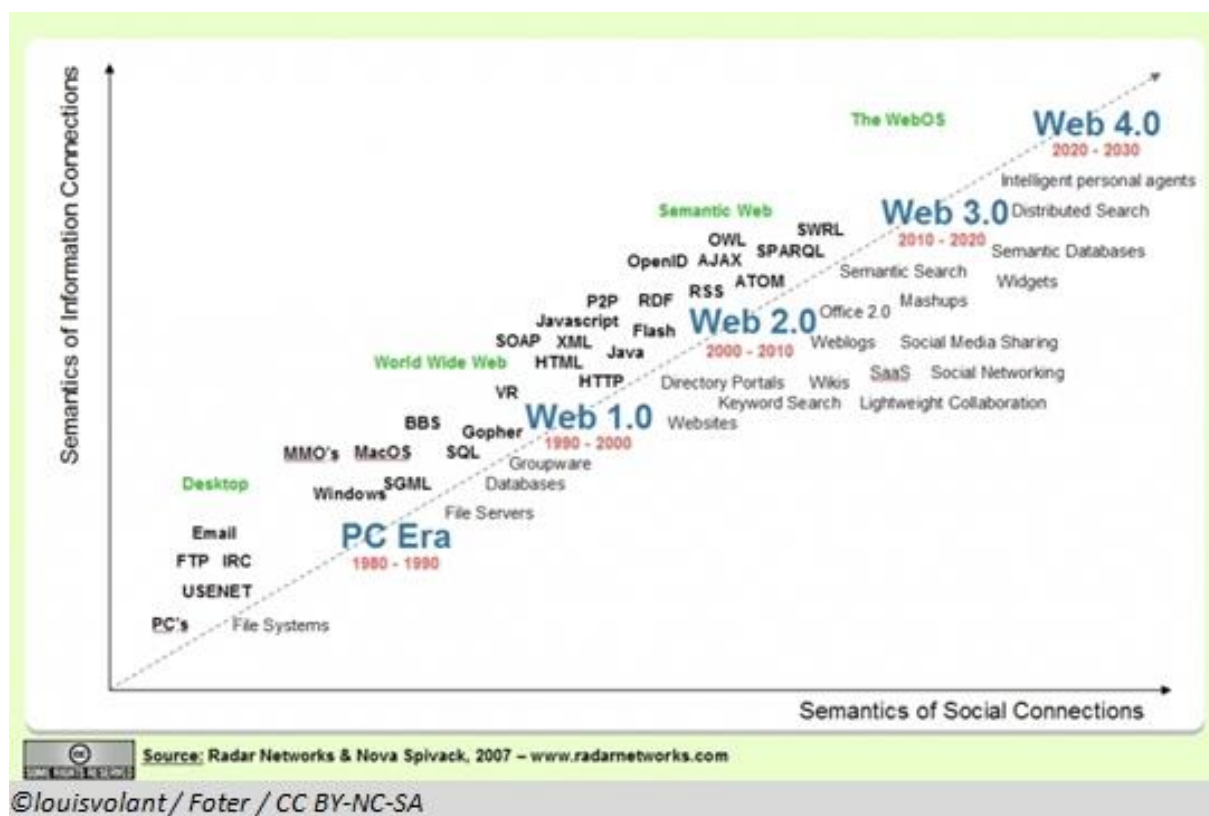 Semantics of Information Connections
The WebOS
Web 4.0
2020 - 2030
Intelligent personal agents
Semantic Web
Web 3.0
Distributed Search
2010 - 2020
SWRL
OWL
SPARQL
Semantic Databases
OpenID
AJAX
Semantic Search
Widgets
ATOM
RSS
P2P
RDF
Mashups
Office 2.0
Javascript
Flash
Web 2.0
2000 - 2010
Weblogs
Social Media Sharing
SOAP
XML
Java
World Wide Web
HTML
HTTP
Directory Portals
Wikis
SaaS
Social Networking
VR
Keyword Search
Lightweight Collaboration
Web 1.0
1990 - 2000
Websites
BBS
Gopher
MMO's
MacOS
SQL
Groupware
Desktop
Windows
SGML
Databases
File Servers
Email
PC Era
1980 - 1990
FTP
IRC
USENET
PC's
File Systems
Semantics of Social Connections
cc
SOME RIGHTS RESERVED
Source: Radar Networks & Nova Spivack, 2007 – www.radarnetworks.com
©louisvolant / Foter / CC BY-NC-SA